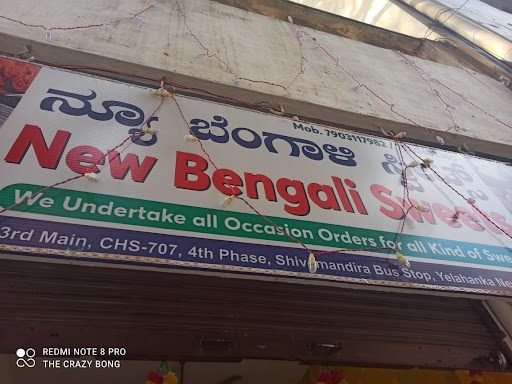 Mob. 7903117982 |
ನ್ಯೂ ಬೆಂಗಾಳಿ
New Bengali Sweets
We Undertake all Occasion Orders for all Kind of Swe
3rd Main, CHS-707, 4th Phase, Shivamandira Bus Stop, Yelahanka Ne
REDMI NOTE 8 PRO
THE CRAZY BONG